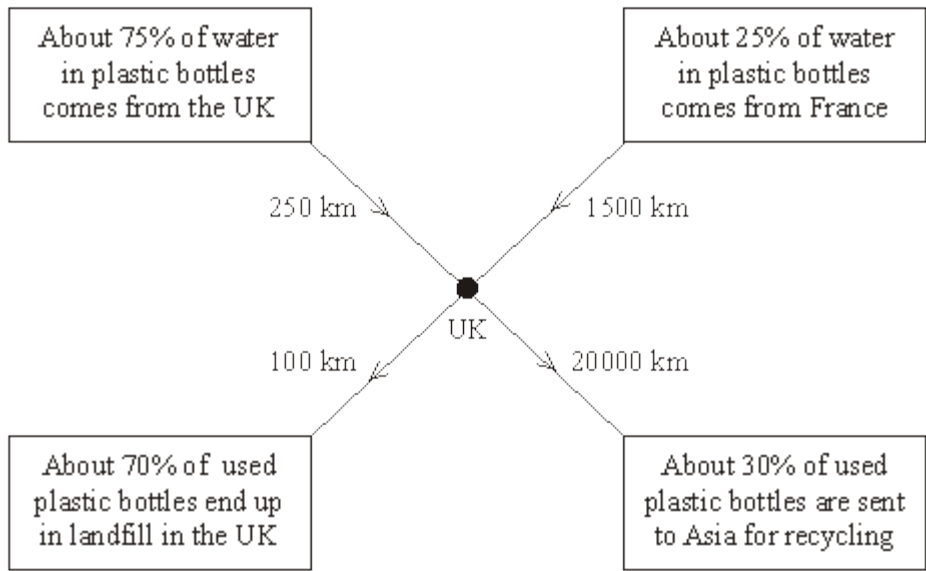 About 75% of water
in plastic bottles
comes from the UK
About 25% of water
in plastic bottles
comes from France
250 km
1500 km
UK
100 km
20000 km
About 70% of used
plastic bottles end up
in landfill in the UK
About 30% of used
plastic bottles are sent
to Asia for recycling